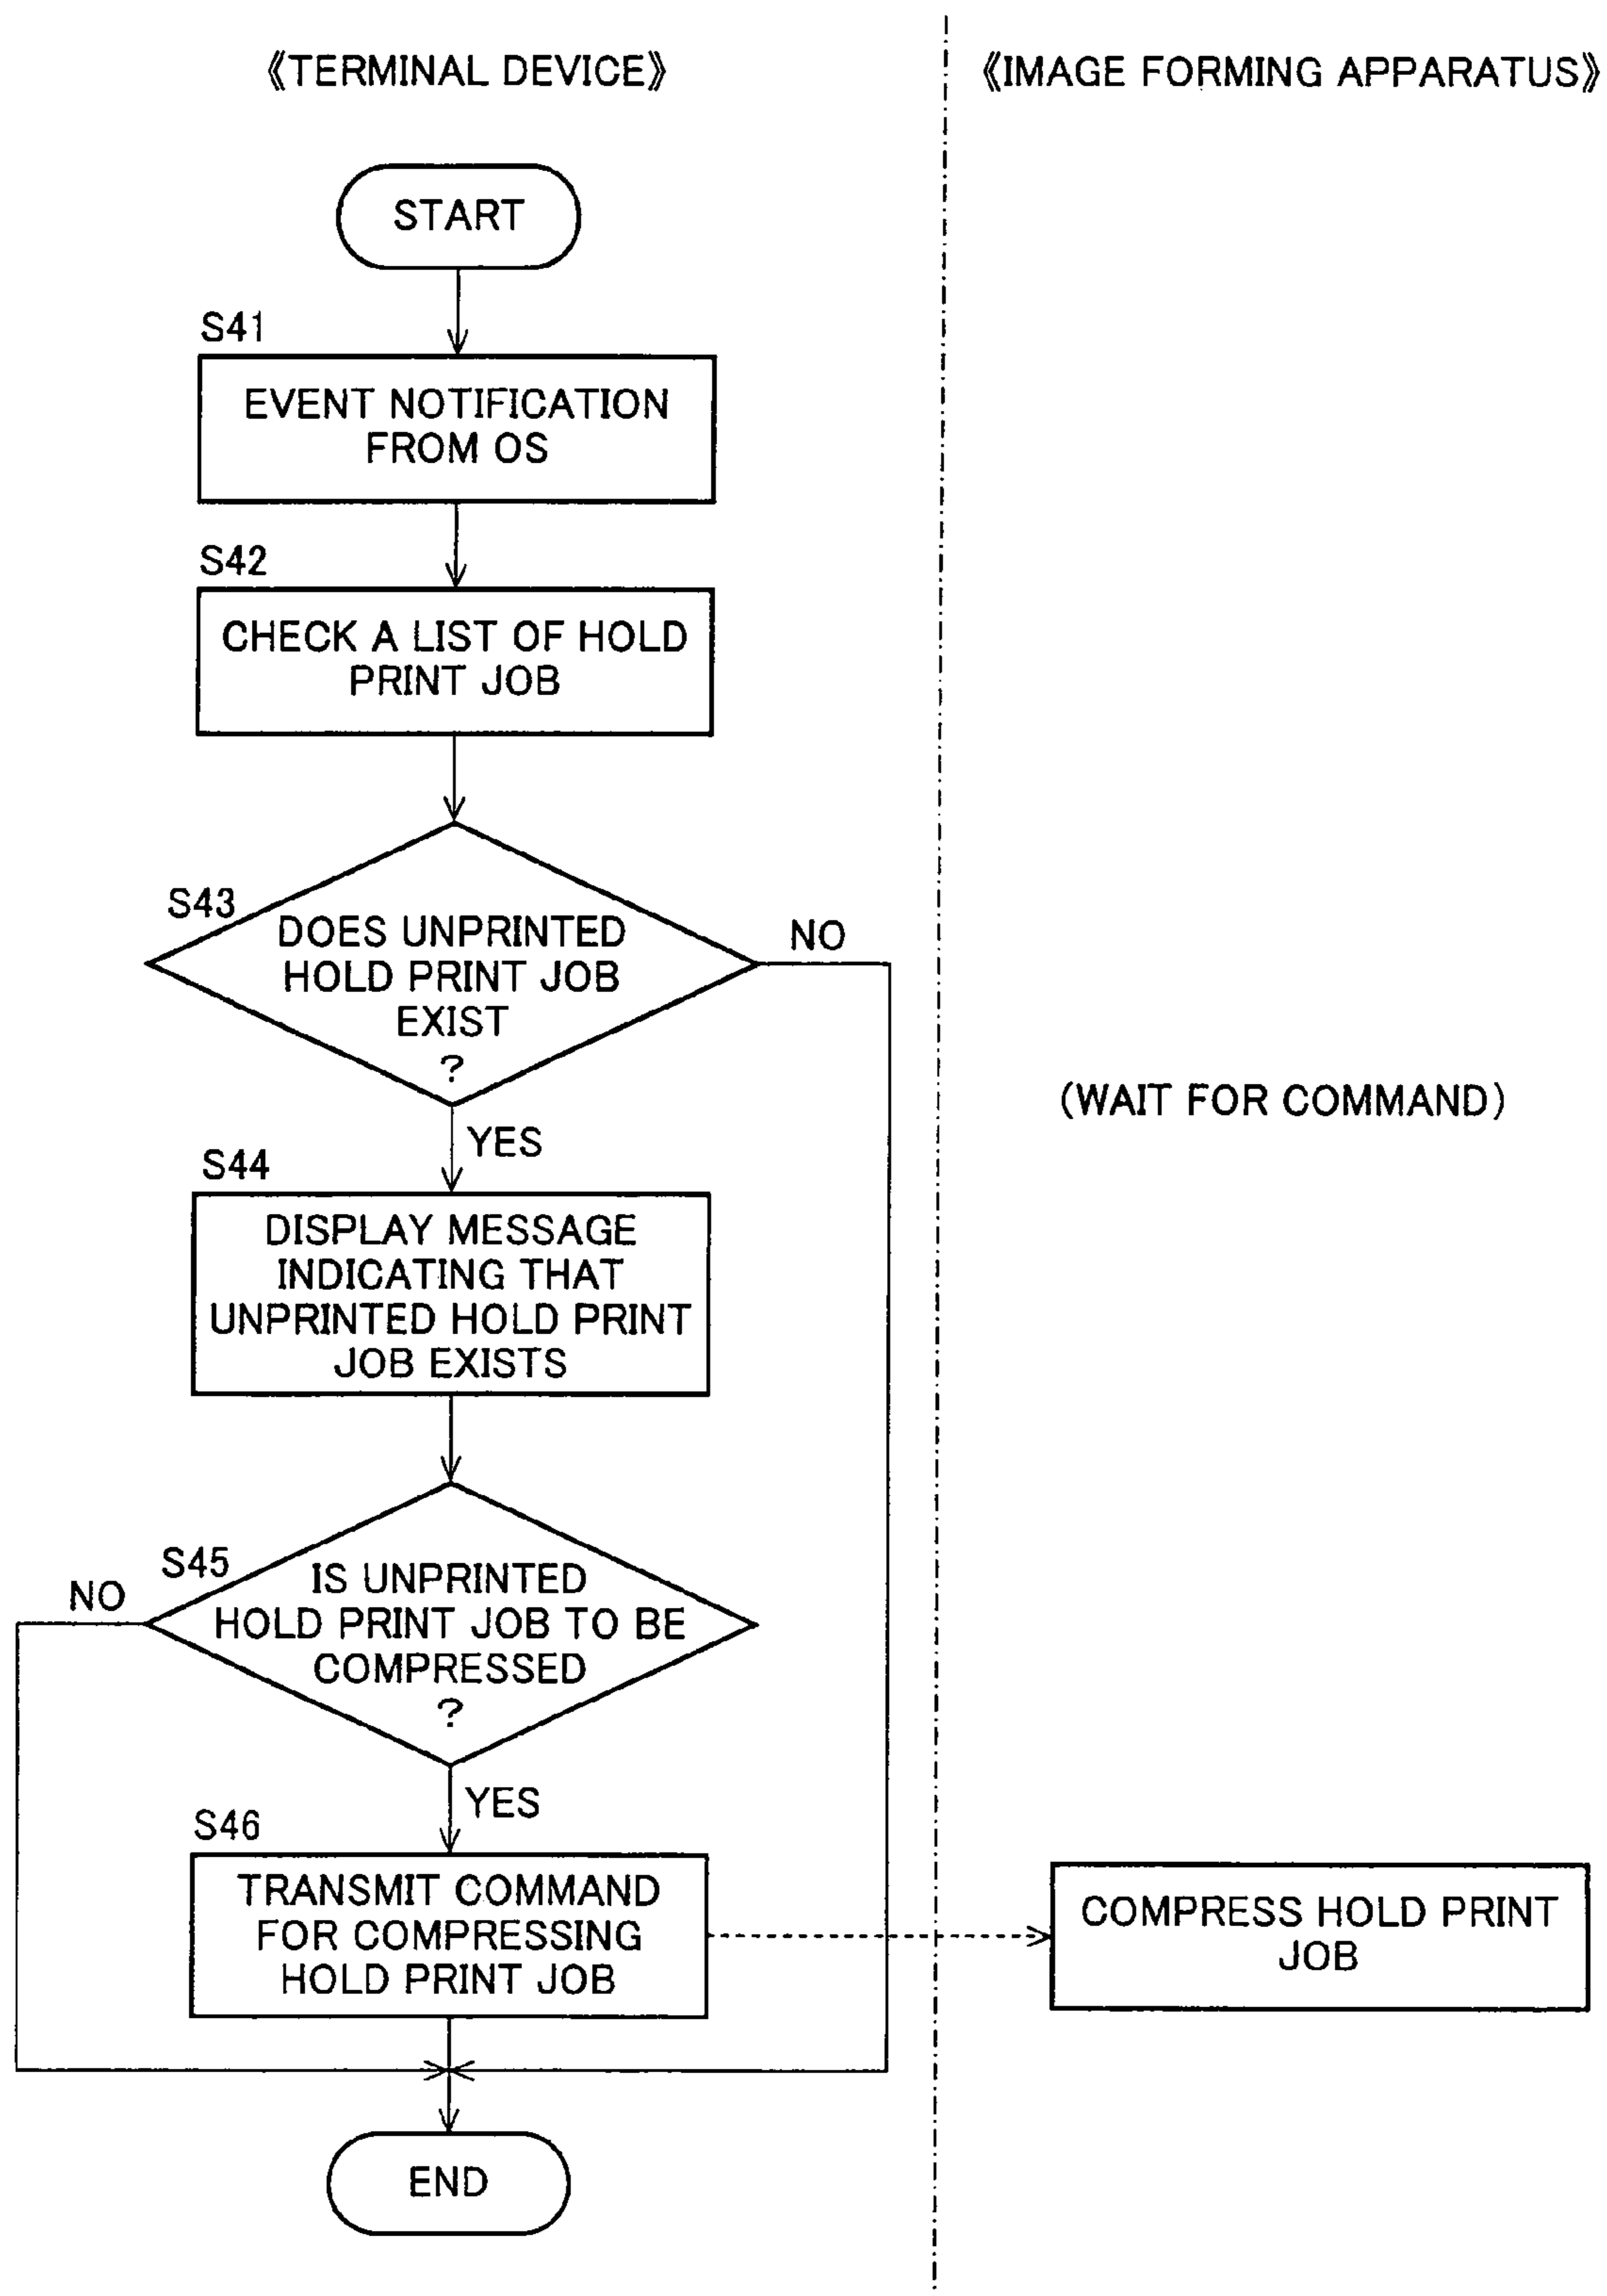 《TERMINAL DEVICE》
《IMAGE FORMING APPARATUS》
START
S41
EVENT NOTIFICATION
FROM OS
S42
CHECK A LIST OF HOLD
PRINT JOB
S43
DOES UNPRINTED
HOLD PRINT JOB
EXIST
?
NO
YES
(WAIT FOR COMMAND)
S44
DISPLAY MESSAGE
INDICATING THAT
UNPRINTED HOLD PRINT
JOB EXISTS
S45
IS UNPRINTED
HOLD PRINT JOB TO BE
COMPRESSED
?
NO
YES
S46
TRANSMIT COMMAND
FOR COMPRESSING
HOLD PRINT JOB
COMPRESS HOLD PRINT
JOB
END